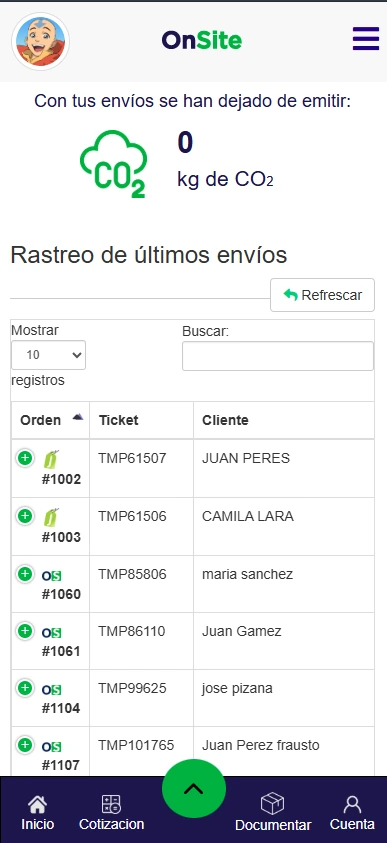 OnSite
Con tus envíos se han dejado de emitir:
CO2
0
kg de CO2
Rastreo de últimos envíos
Refrescar
Mostrar
10
registros
Buscar:
Orden Ticket Cliente
#1002 TMP61507 JUAN PERES
#1003 TMP61506 CAMILA LARA
OS #1060 TMP85806 maria sanchez
OS #1061 TMP86110 Juan Gamez
OS #1104 TMP99625 jose pizana
OS #1107 TMP101765 Juan Perez frausto
Inicio Cotizacion Documentar Cuenta